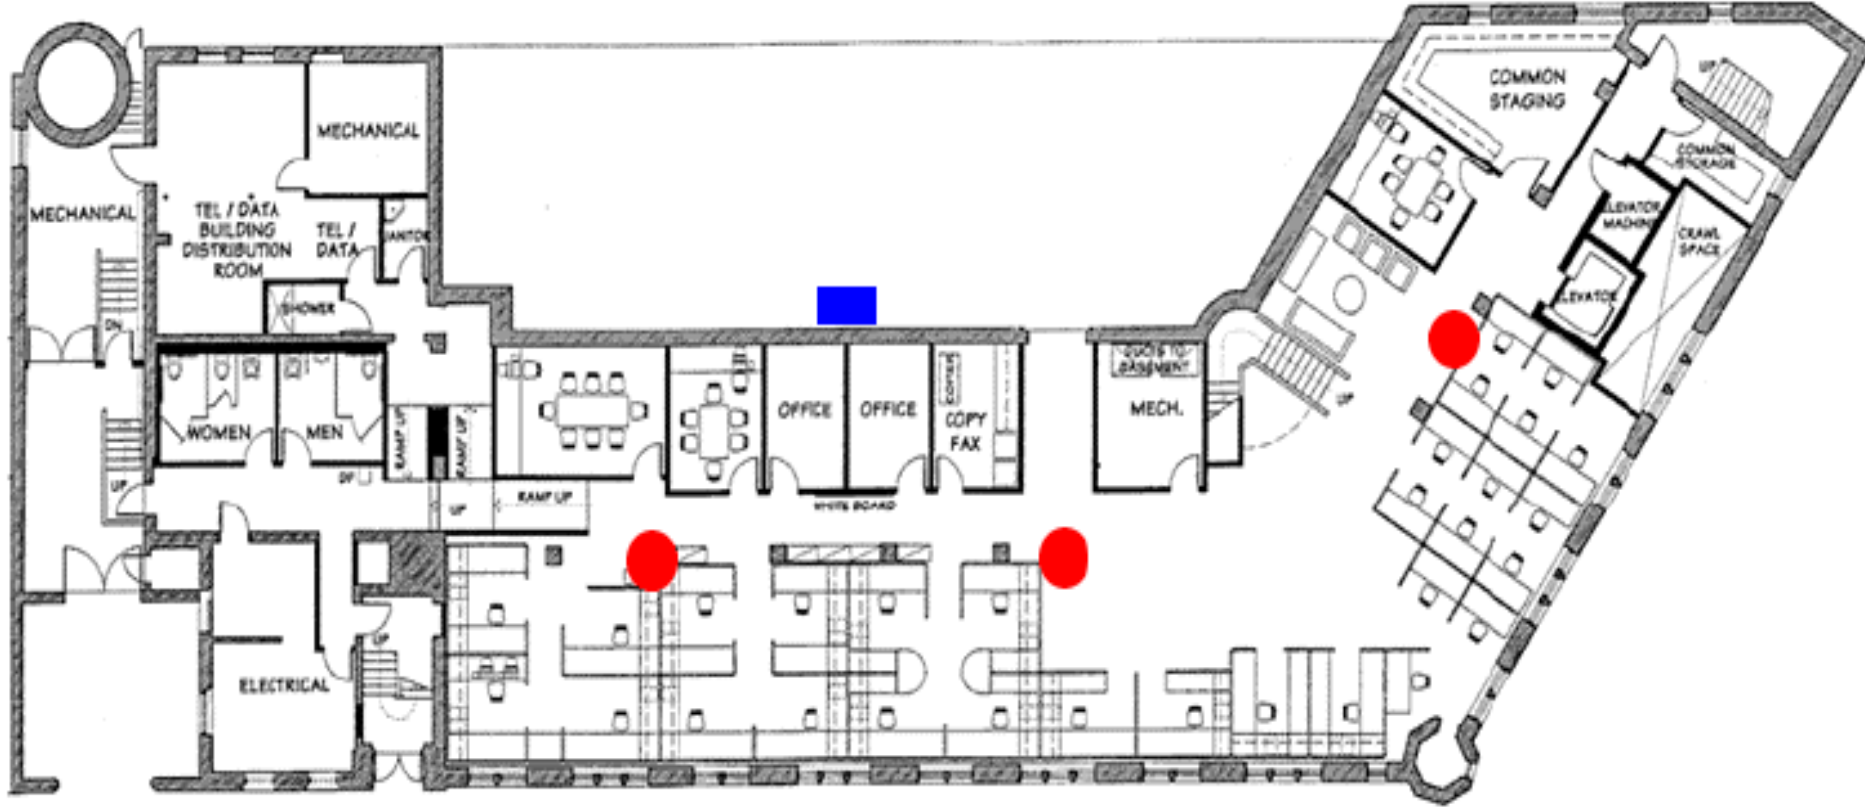 COMMON
STAGING
UP
MECHANICAL
COMMON
STORAGE
MECHANICAL
TEL / DATA
BUILDING
DISTRIBUTION
ROOM
TEL /
DATA
JANITOR
ELEVATOR
MACHINE
CRAWL
SPACE
SHOWER
ELEVATOR
DN
DUCTS TO
BASEMENT
COFFEE
UP
OFFICE
OFFICE
MECH.
COPY
FAX
WOMEN
MEN
RAMP UP
RAMP UP
DF
UP
RAMP UP
UP
WHITE BOARD
UP
ELECTRICAL